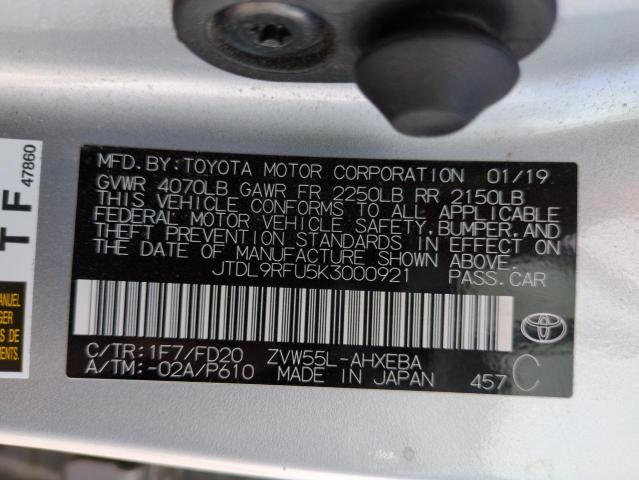 MFD.BY:TOYOTA MOTOR CORPORATION 01/19
GVWR 4070LB GAWR FR 2250LB RR 2150LB
THIS VEHICLE CONFORMS TO ALL APPLICABLE
FEDERAL MOTOR VEHICLE SAFETY, BUMPER, AND
THEFT PREVENTION STANDARDS IN EFFECT ON
THE DATE OF MANUFACTURE SHOWN ABOVE.
JTDL9RFU5K3000921 PASS.CAR
C/TR:1F7/FD20 ZVW55L-AHXEBA
A/TM:-02A/P610 MADE IN JAPAN 457 C
TOYOTA
T F
47860
MANUEL